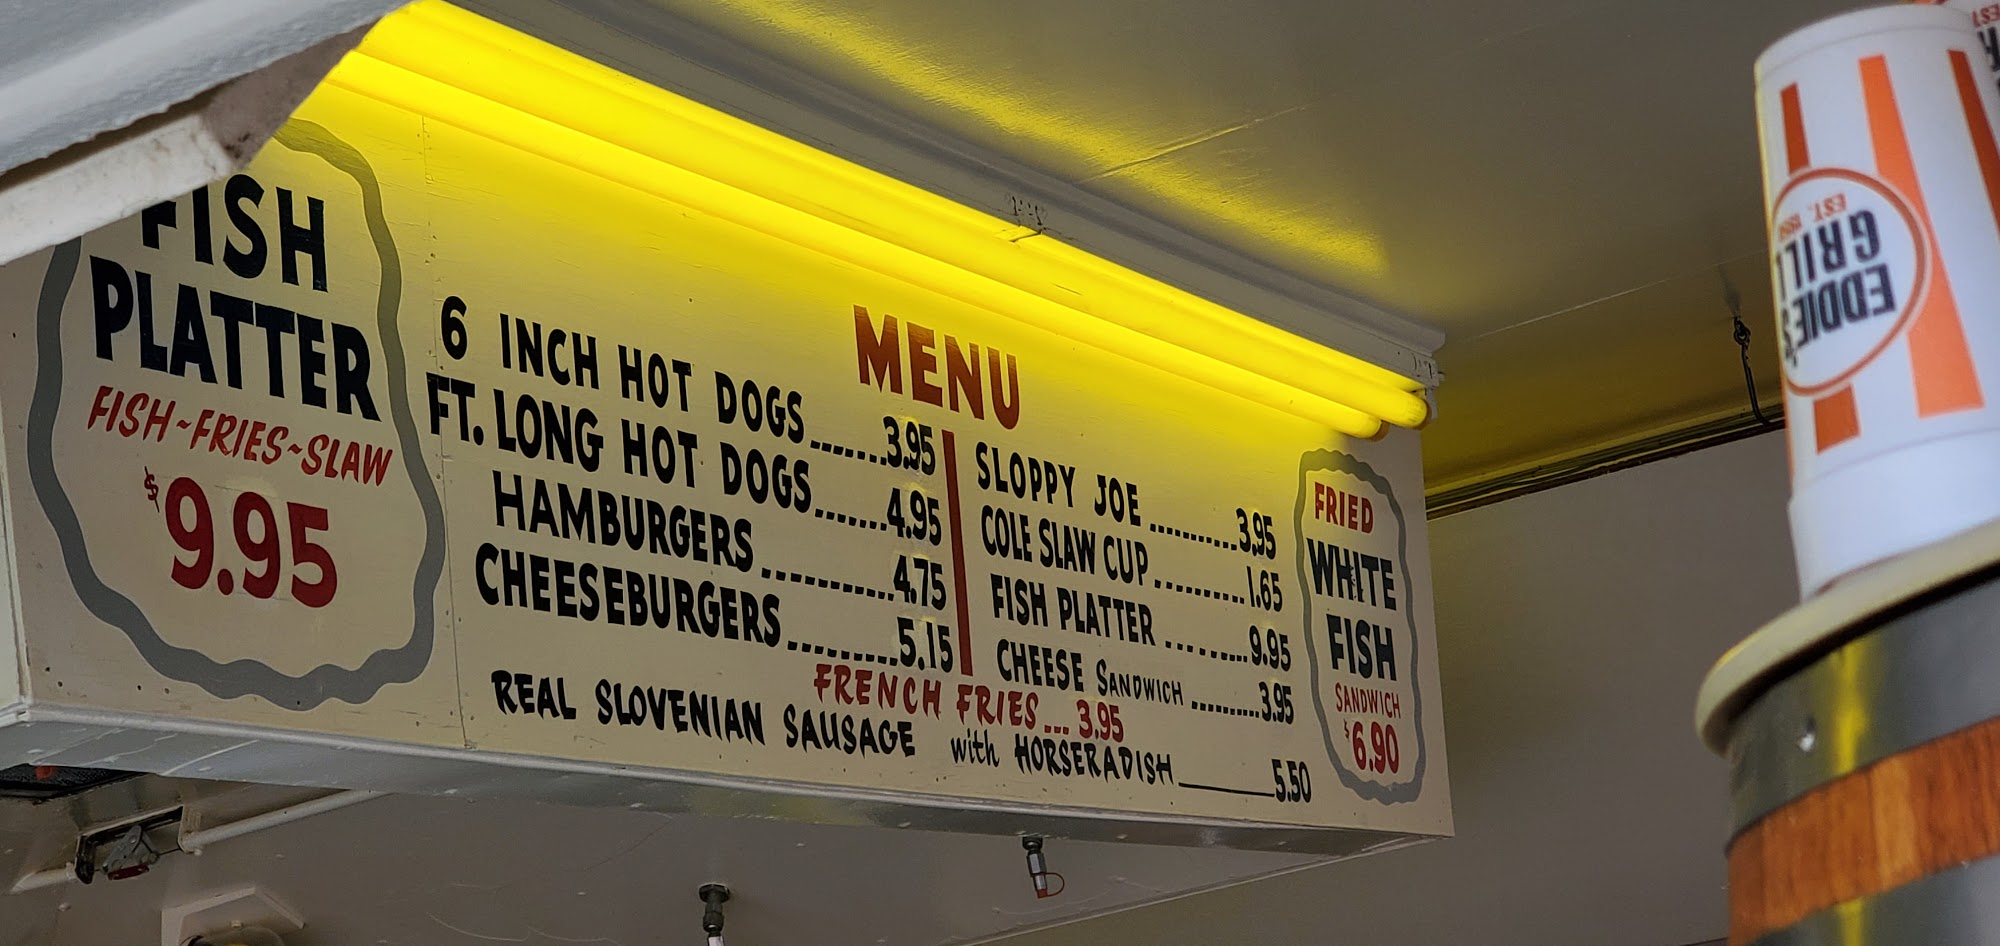 FISH
PLATTER
FISH~FRIES~SLAW
$9.95
MENU
6 INCH HOT DOGS.......3.95
FT. LONG HOT DOGS.......4.95
HAMBURGERS..........4.75
CHEESEBURGERS..........5.15
SLOPPY JOE..........3.95
COLE SLAW CUP..........1.65
FISH PLATTER........9.95
CHEESE SANDWICH..........3.95
FRENCH FRIES...3.95
REAL SLOVENIAN SAUSAGE with HORSERADISH______5.50
FRIED
WHITE
FISH
SANDWICH
$6.90
EDDIE'S
GRILL
EST.